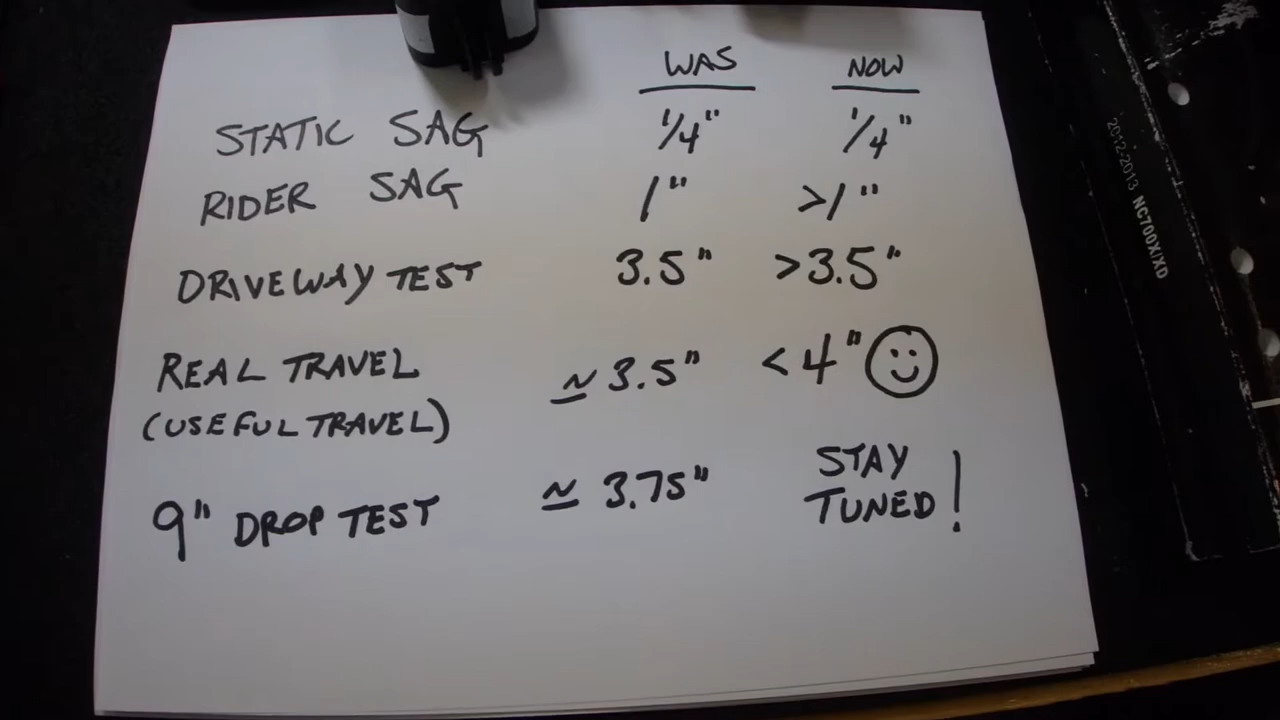 WAS NOW
STATIC SAG 1/4" 1/4"
RIDER SAG 1" >1"
DRIVEWAY TEST 3.5" >3.5"
REAL TRAVEL ≃3.5" <4" ☺
(USEFUL TRAVEL)
9" DROP TEST ≃ 3.75" STAY TUNED!
2012-2013 NC700X/XD